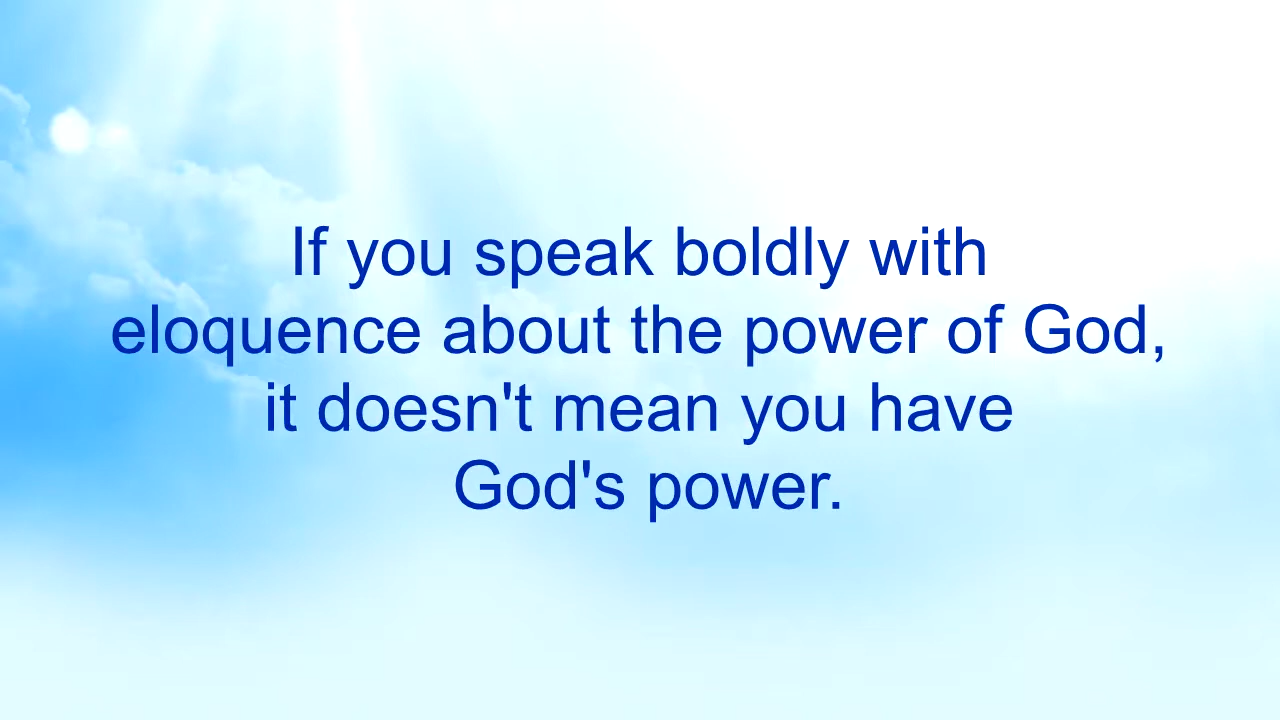 If you speak boldly with
eloquence about the power of God,
it doesn't mean you have
God's power.